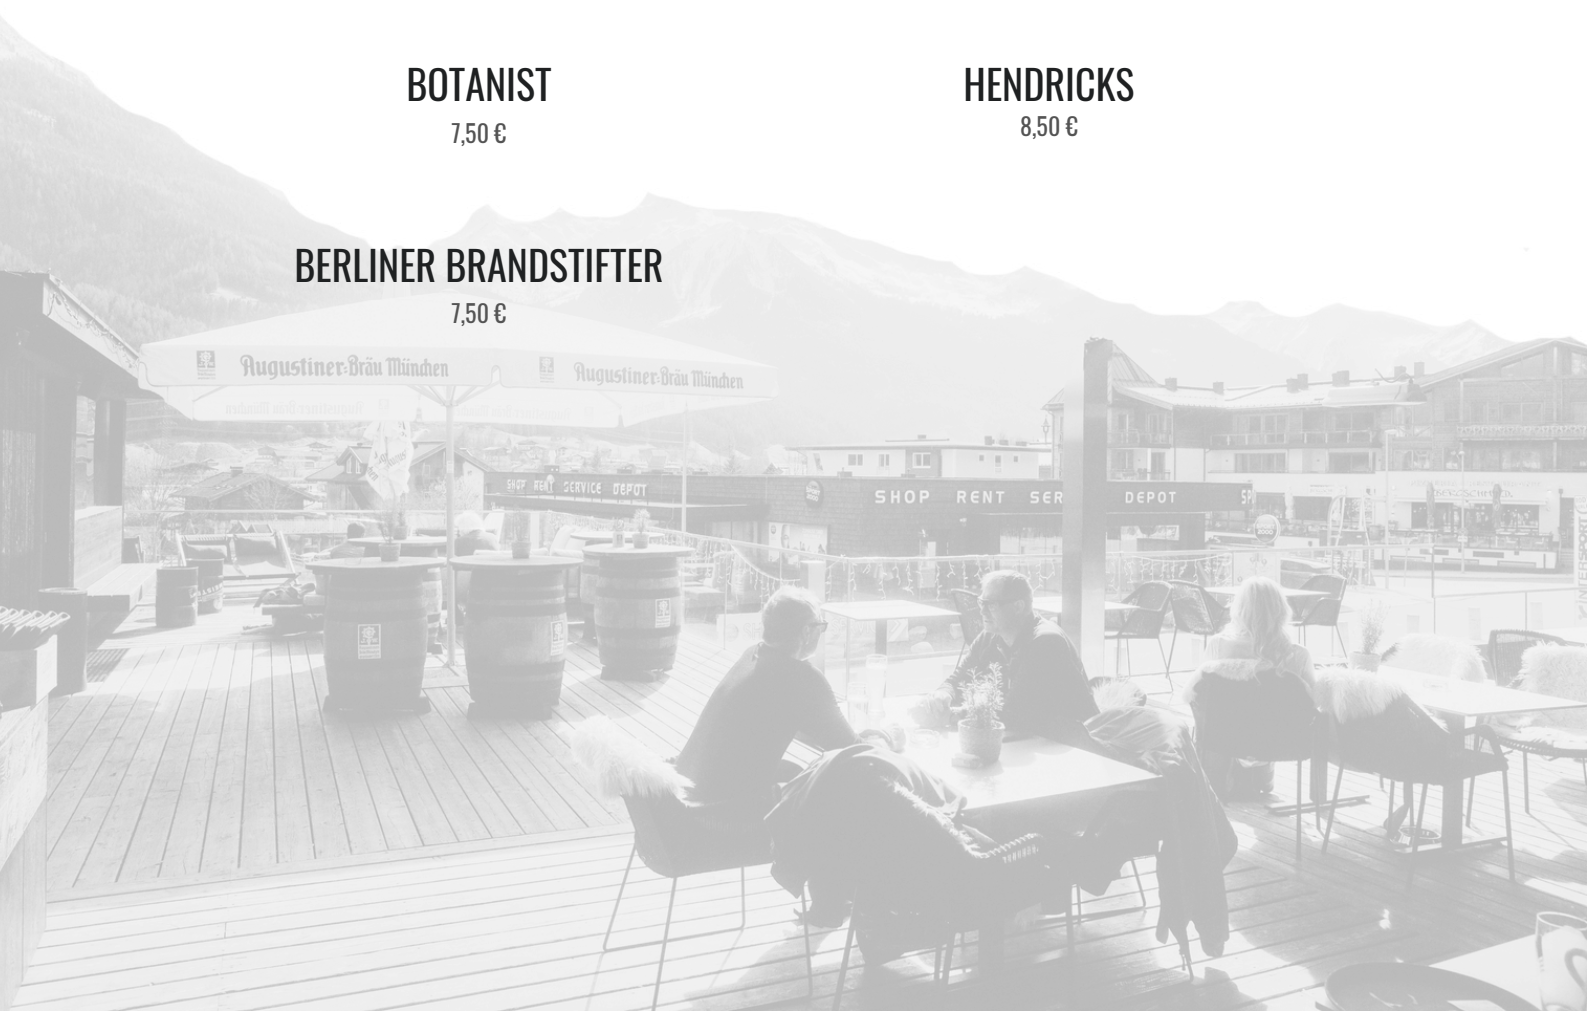 BOTANIST
7,50 €
HENDRICKS
8,50 €
BERLINER BRANDSTIFTER
7,50 €
Augustiner-Bräu München
Augustiner-Bräu München
SHOP RENT SERVICE DEPOT
SHOP RENT SER DEPOT SP